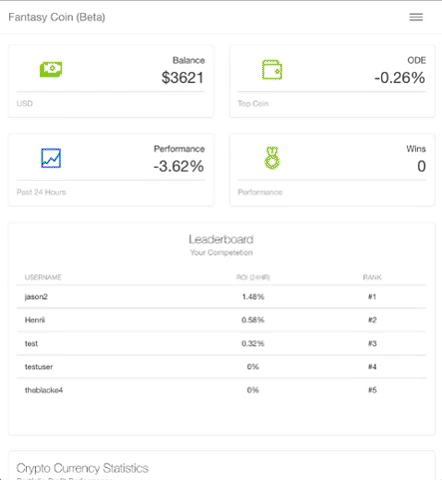 Fantasy Coin (Beta)
Balance
$3621
USD
ODE
-0.26%
Top Coin
Performance
-3.62%
Past 24 Hours
Wins
0
Performance
Leaderboard
Your Competetion
USERNAME ROI (24HR) RANK
jason2 1.48% #1
Henrii 0.58% #2
test 0.32% #3
testuser 0% #4
theblacke4 0% #5
Crypto Currency Statistics